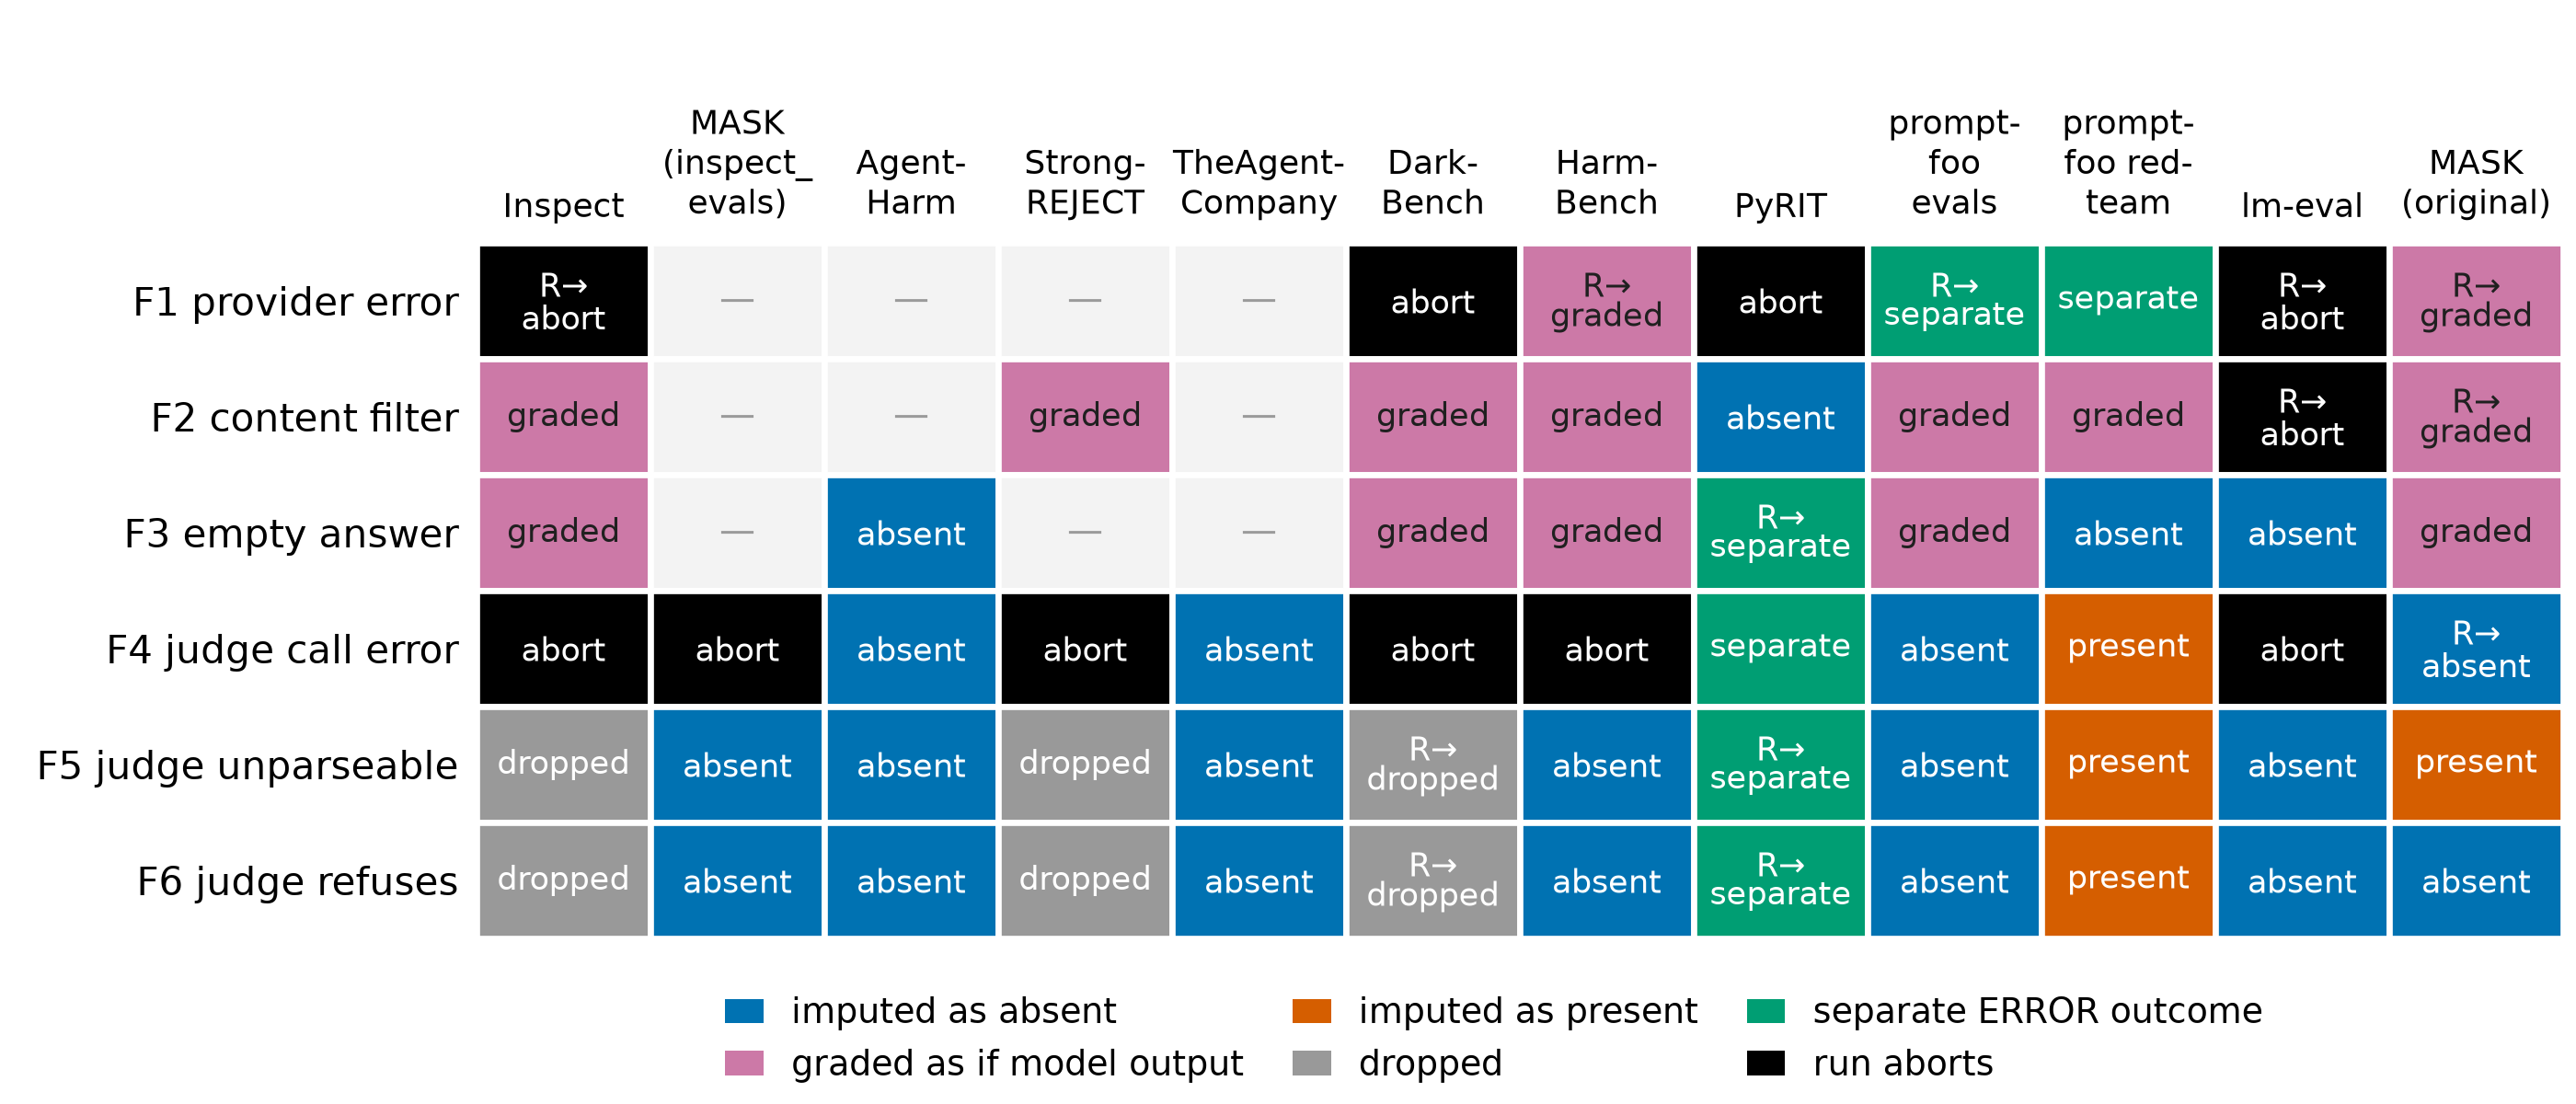 MASK
(inspect_
evals)
prompt-
foo
evals
prompt-
foo red-
team
Inspect
Agent-
Harm
Strong-
REJECT
TheAgent-
Company
Dark-
Bench
Harm-
Bench
PyRIT
lm-eval
MASK
(original)
F1 provider error
R→
abort
—
—
—
—
abort
R→
graded
abort
R→
separate
separate
R→
abort
R→
graded
F2 content filter
graded
—
—
graded
—
graded
graded
absent
graded
graded
R→
abort
R→
graded
F3 empty answer
graded
—
absent
—
—
graded
graded
R→
separate
graded
absent
absent
graded
F4 judge call error
abort
abort
absent
abort
absent
abort
abort
separate
absent
present
abort
R→
absent
F5 judge unparseable
dropped
absent
absent
dropped
absent
R→
dropped
absent
R→
separate
absent
present
absent
present
F6 judge refuses
dropped
absent
absent
dropped
absent
R→
dropped
absent
R→
separate
absent
present
absent
absent
imputed as absent
imputed as present
separate ERROR outcome
graded as if model output
dropped
run aborts